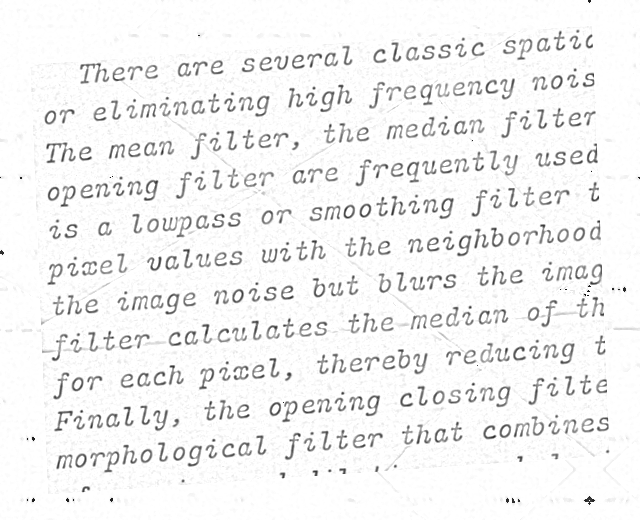 There are several classic spatic
or eliminating high frequency nois
The mean filter, the median filter
opening filter are frequently used
is a lowpass or smoothing filter t
pixel values with the neighborhood
the image noise but blurs the imag
filter calculates the median of th
for each pixel, thereby reducing t
Finally, the opening closing filte
morphological filter that combines